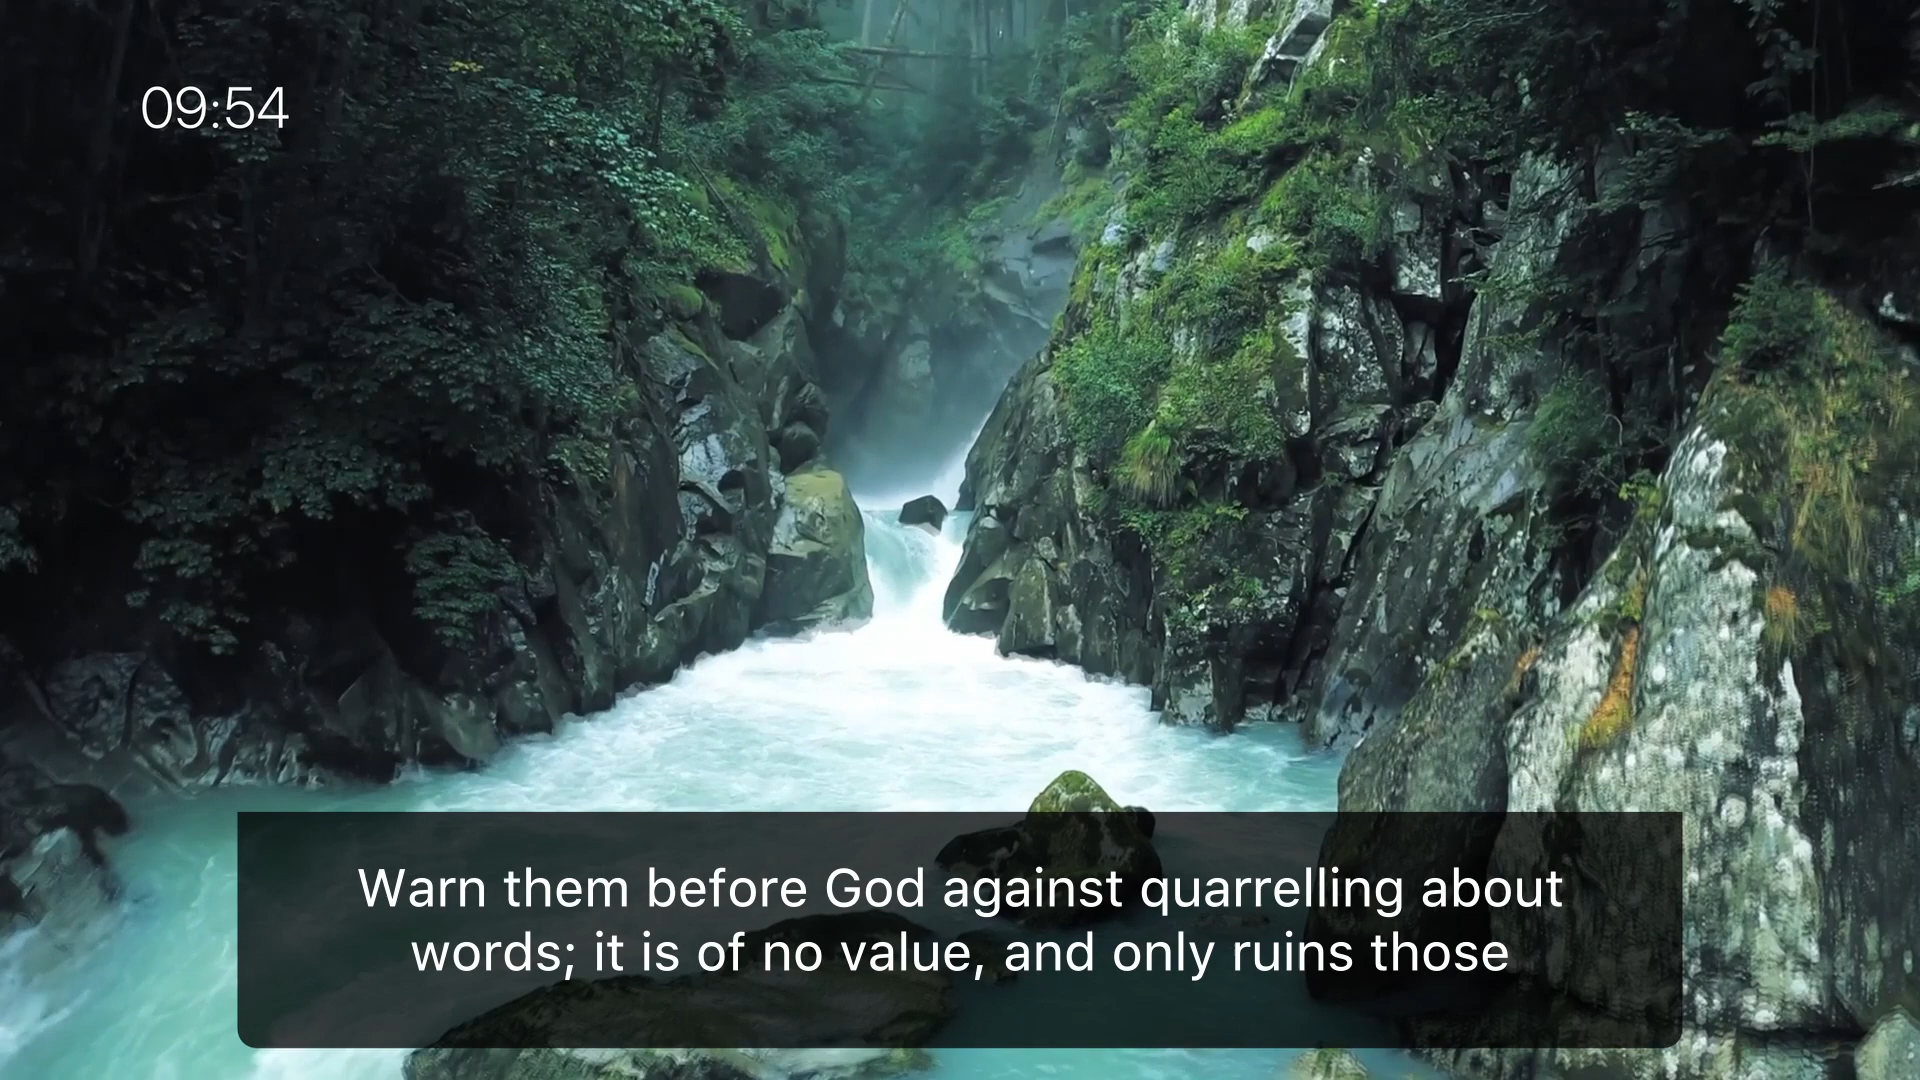 09:54
Warn them before God against quarrelling about
words; it is of no value, and only ruins those